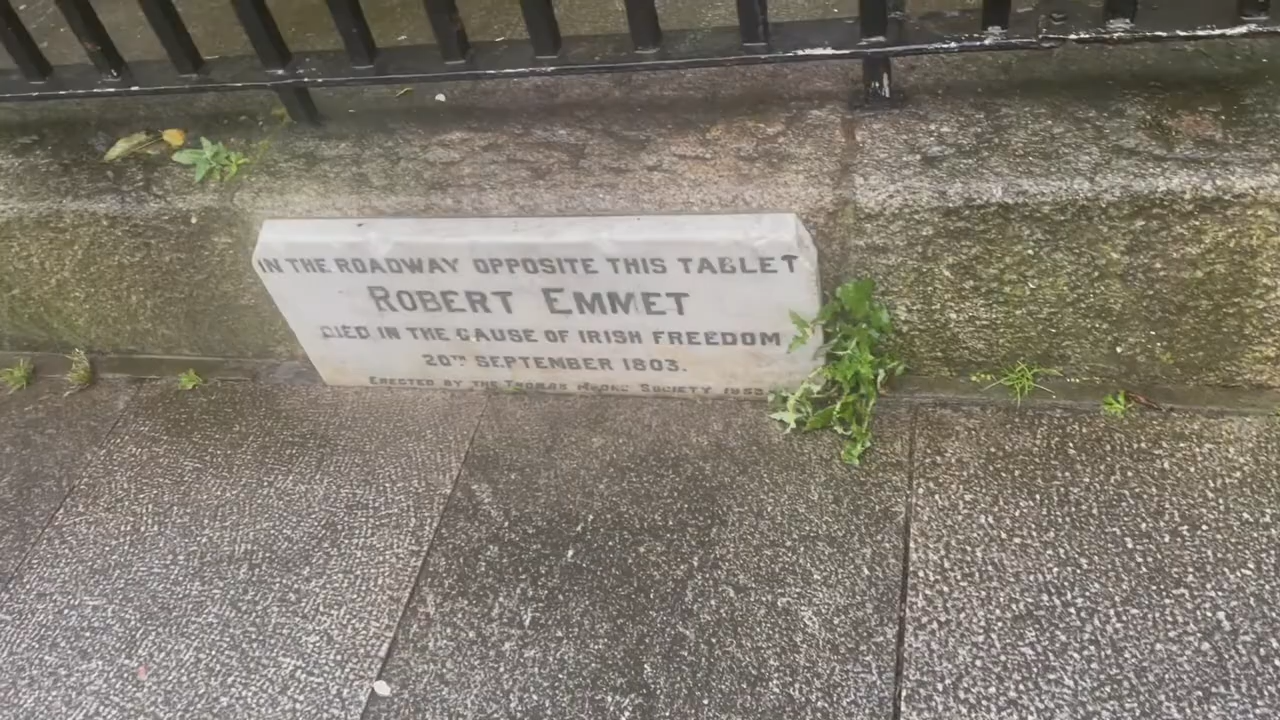 IN THE ROADWAY OPPOSITE THIS TABLET
ROBERT EMMET
DIED IN THE CAUSE OF IRISH FREEDOM
20TH SEPTEMBER 1803.
ERECTED BY THE THOMAS SOCIETY